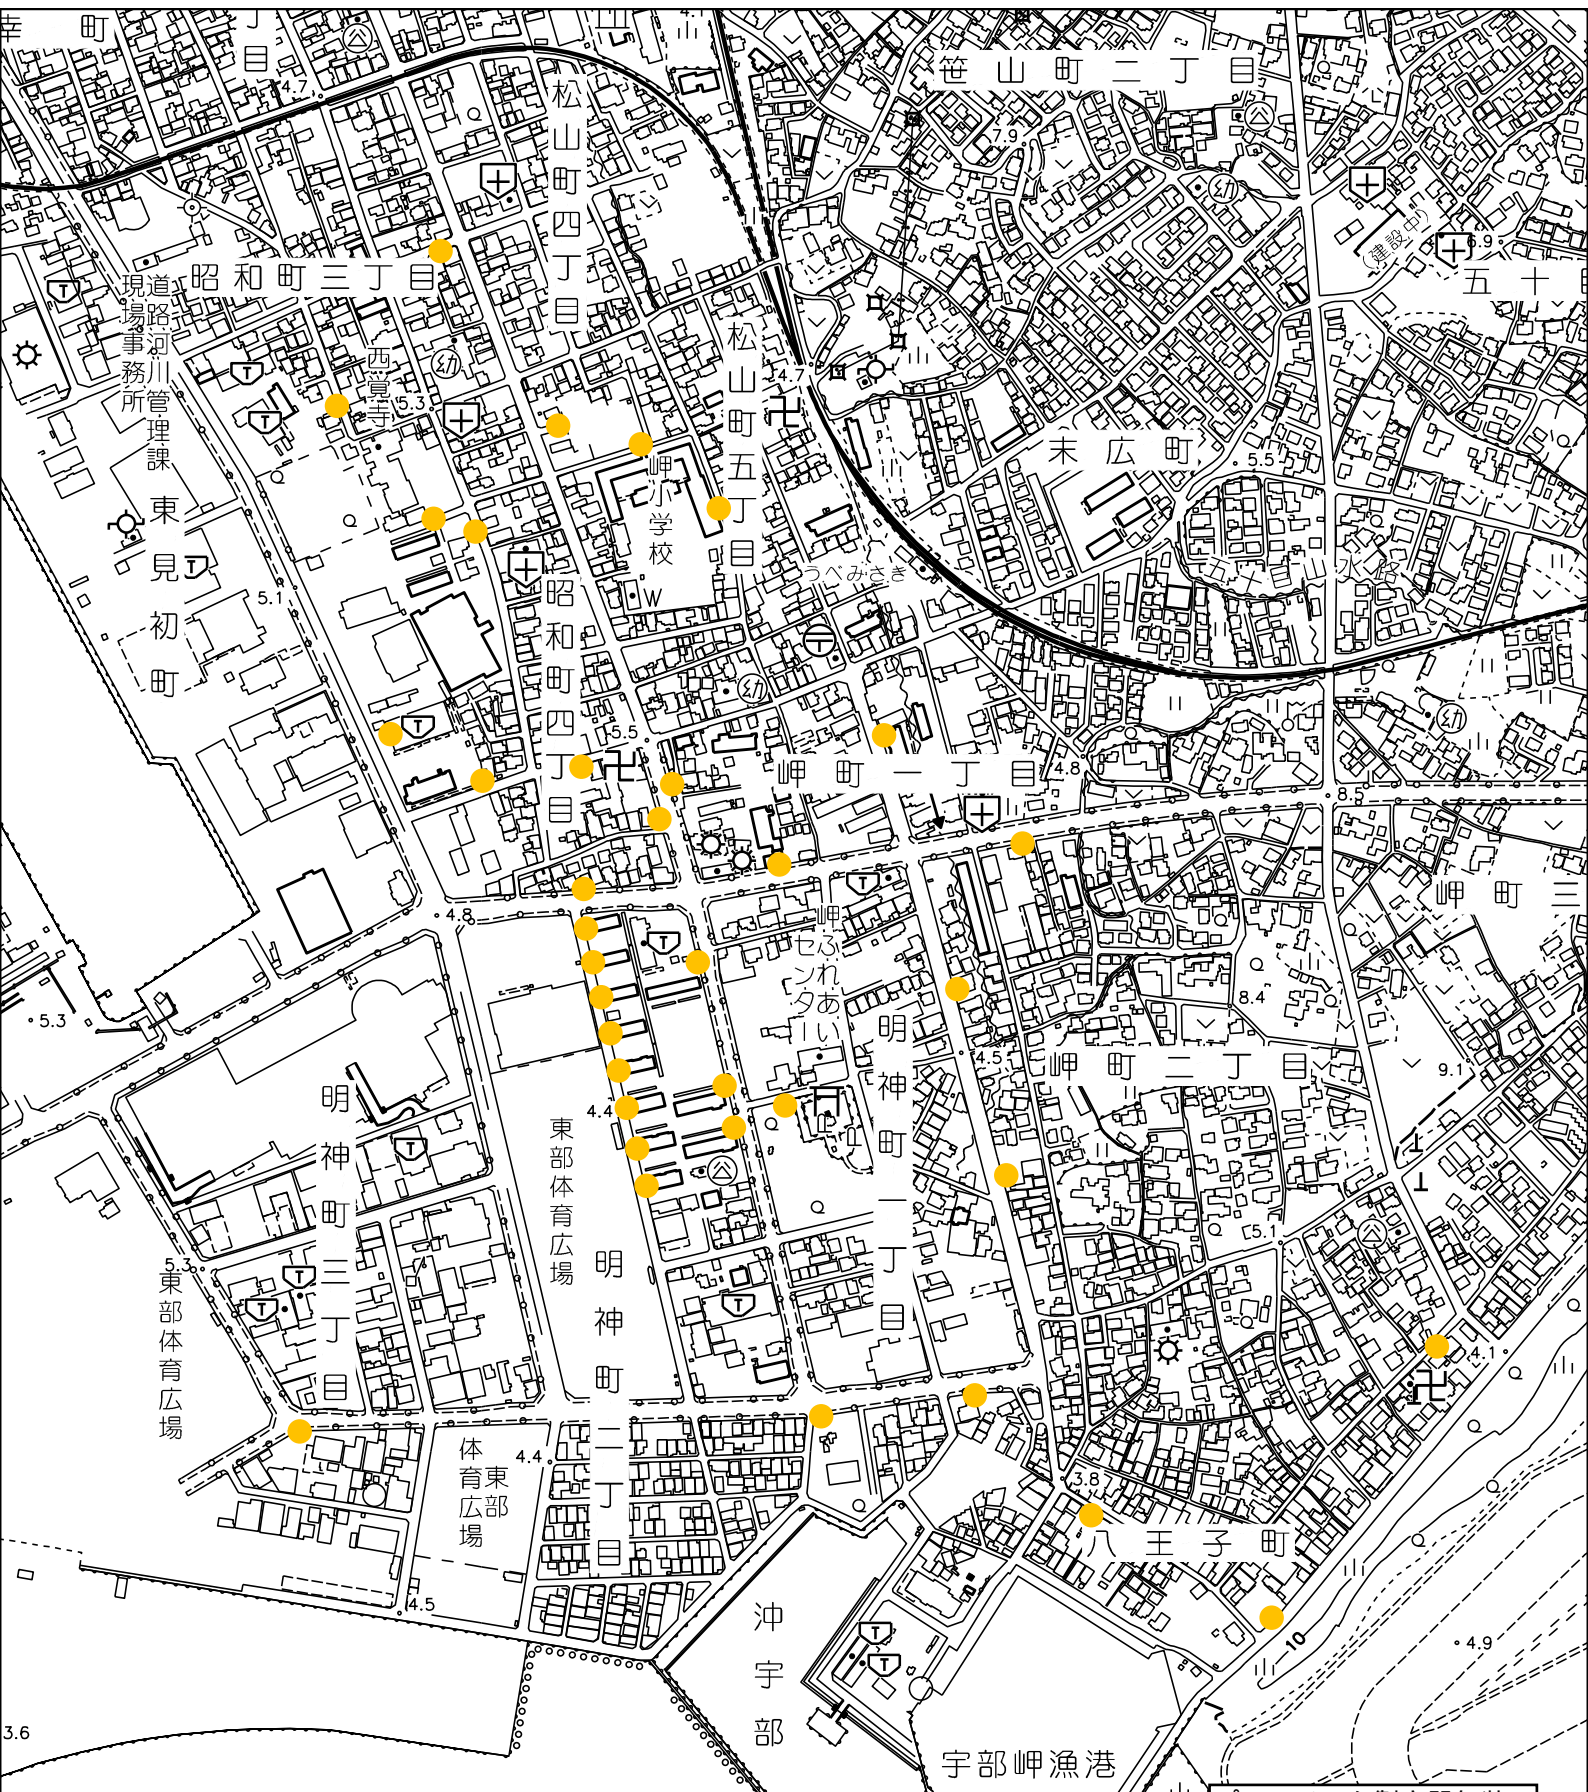 幸町
丁目
4.7
4.1
笹山町二丁目
7.9
松山町四丁目
昭和町三丁目
道路河川管理課
現場事務所
西覚寺
5.3
松山町五丁目
4.7
(建設中)
6.9
五十目
末広町
5.5
岬小学校
W
うべみさき
五十目山水路
東見初町
5.1
昭和町四丁目
5.5
岬町一丁目
4.8
8.8
岬町三
4.8
5.3
岬ふれあい
センター
明神町一丁目
8.4
4.5
岬町二丁目
9.1
4.4
東部体育広場
明神町三丁目
5.1
5.3
東部体育広場
明神町二丁目
4.1
東部
体育広場
4.4
3.8
八王子町
4.5
沖宇部
10
4.9
3.6
宇部岬漁港